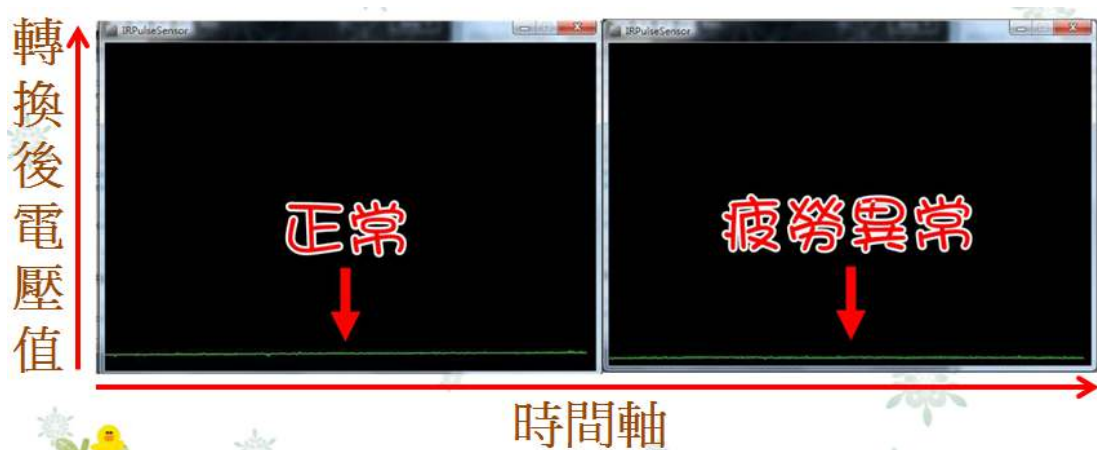 轉換後電壓值
IRPulseSensor
IRPulseSensor
正常
疲勞異常
時間軸